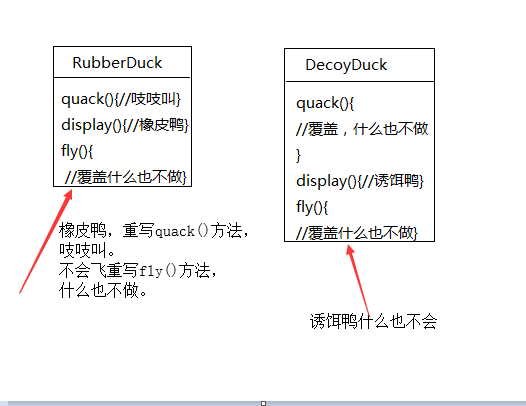 RubberDuck
quack(){//吱吱叫}
display(){//橡皮鸭}
fly(){
//覆盖什么也不做}
橡皮鸭，重写quack()方法，
吱吱叫。
不会飞重写fly()方法，
什么也不做。
DecoyDuck
quack(){
//覆盖，什么也不做
}
display(){//诱饵鸭}
fly(){
//覆盖什么也不做}
诱饵鸭什么也不会